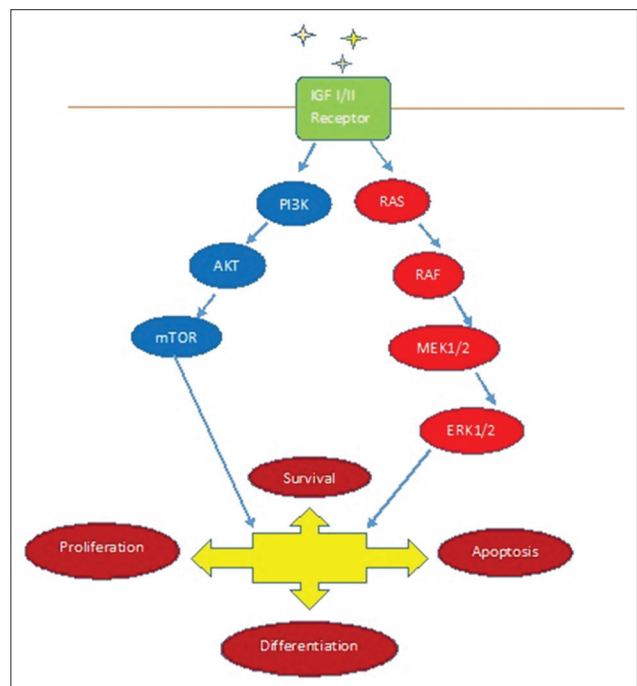 IGF I/II
Receptor
PI3K
RAS
AKT
RAF
mTOR
MEK1/2
ERK1/2
Survival
Proliferation
Apoptosis
Differentiation